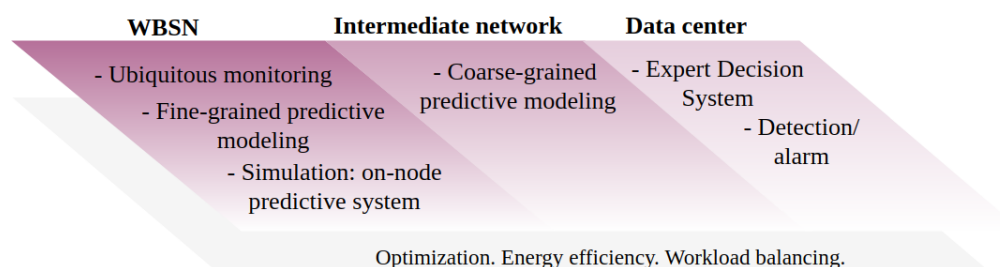 WBSN
Intermediate network
Data center
- Ubiquitous monitoring
- Fine-grained predictive
modeling
- Simulation: on-node
predictive system
- Coarse-grained
predictive modeling
- Expert Decision
System
- Detection/
alarm
Optimization. Energy efficiency. Workload balancing.